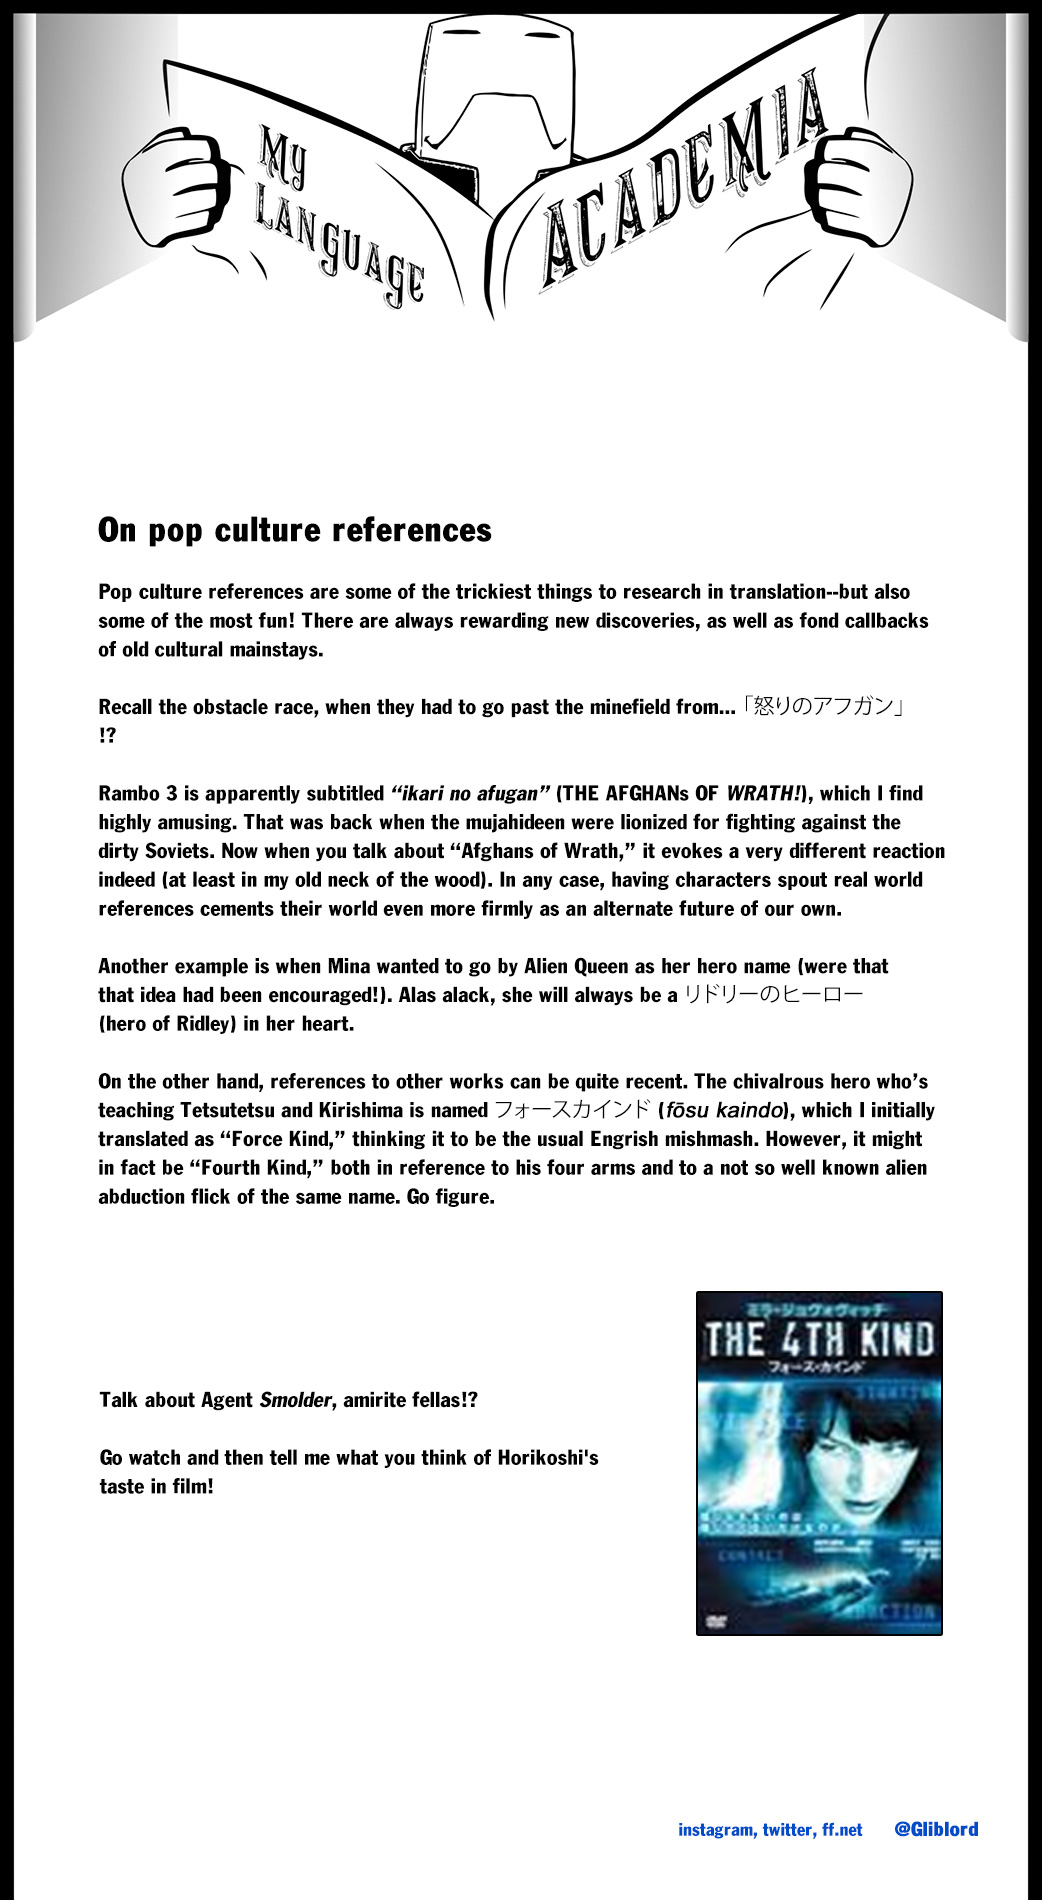 MY
LANGUAGE
ACADEMIA
On pop culture references
Pop culture references are some of the trickiest things to research in translation--but also
some of the most fun! There are always rewarding new discoveries, as well as fond callbacks
of old cultural mainstays.
Recall the obstacle race, when they had to go past the minefield from... 「怒りのアフガン」
!?
Rambo 3 is apparently subtitled “ikari no afugan” (THE AFGHANs OF WRATH!), which I find
highly amusing. That was back when the mujahideen were lionized for fighting against the
dirty Soviets. Now when you talk about “Afghans of Wrath,” it evokes a very different reaction
indeed (at least in my old neck of the wood). In any case, having characters spout real world
references cements their world even more firmly as an alternate future of our own.
Another example is when Mina wanted to go by Alien Queen as her hero name (were that
that idea had been encouraged!). Alas alack, she will always be a リドリーのヒーロー
(hero of Ridley) in her heart.
On the other hand, references to other works can be quite recent. The chivalrous hero who’s
teaching Tetsutetsu and Kirishima is named フォースカインド (fōsu kaindo), which I initially
translated as “Force Kind,” thinking it to be the usual Engrish mishmash. However, it might
in fact be “Fourth Kind,” both in reference to his four arms and to a not so well known alien
abduction flick of the same name. Go figure.
ミラ・ジョヴォヴィッチ
THE 4TH KIND
フォース・カインド
CONTACT
Talk about Agent Smolder, amirite fellas!?
Go watch and then tell me what you think of Horikoshi's
taste in film!
instagram, twitter, ff.net @Gliblord